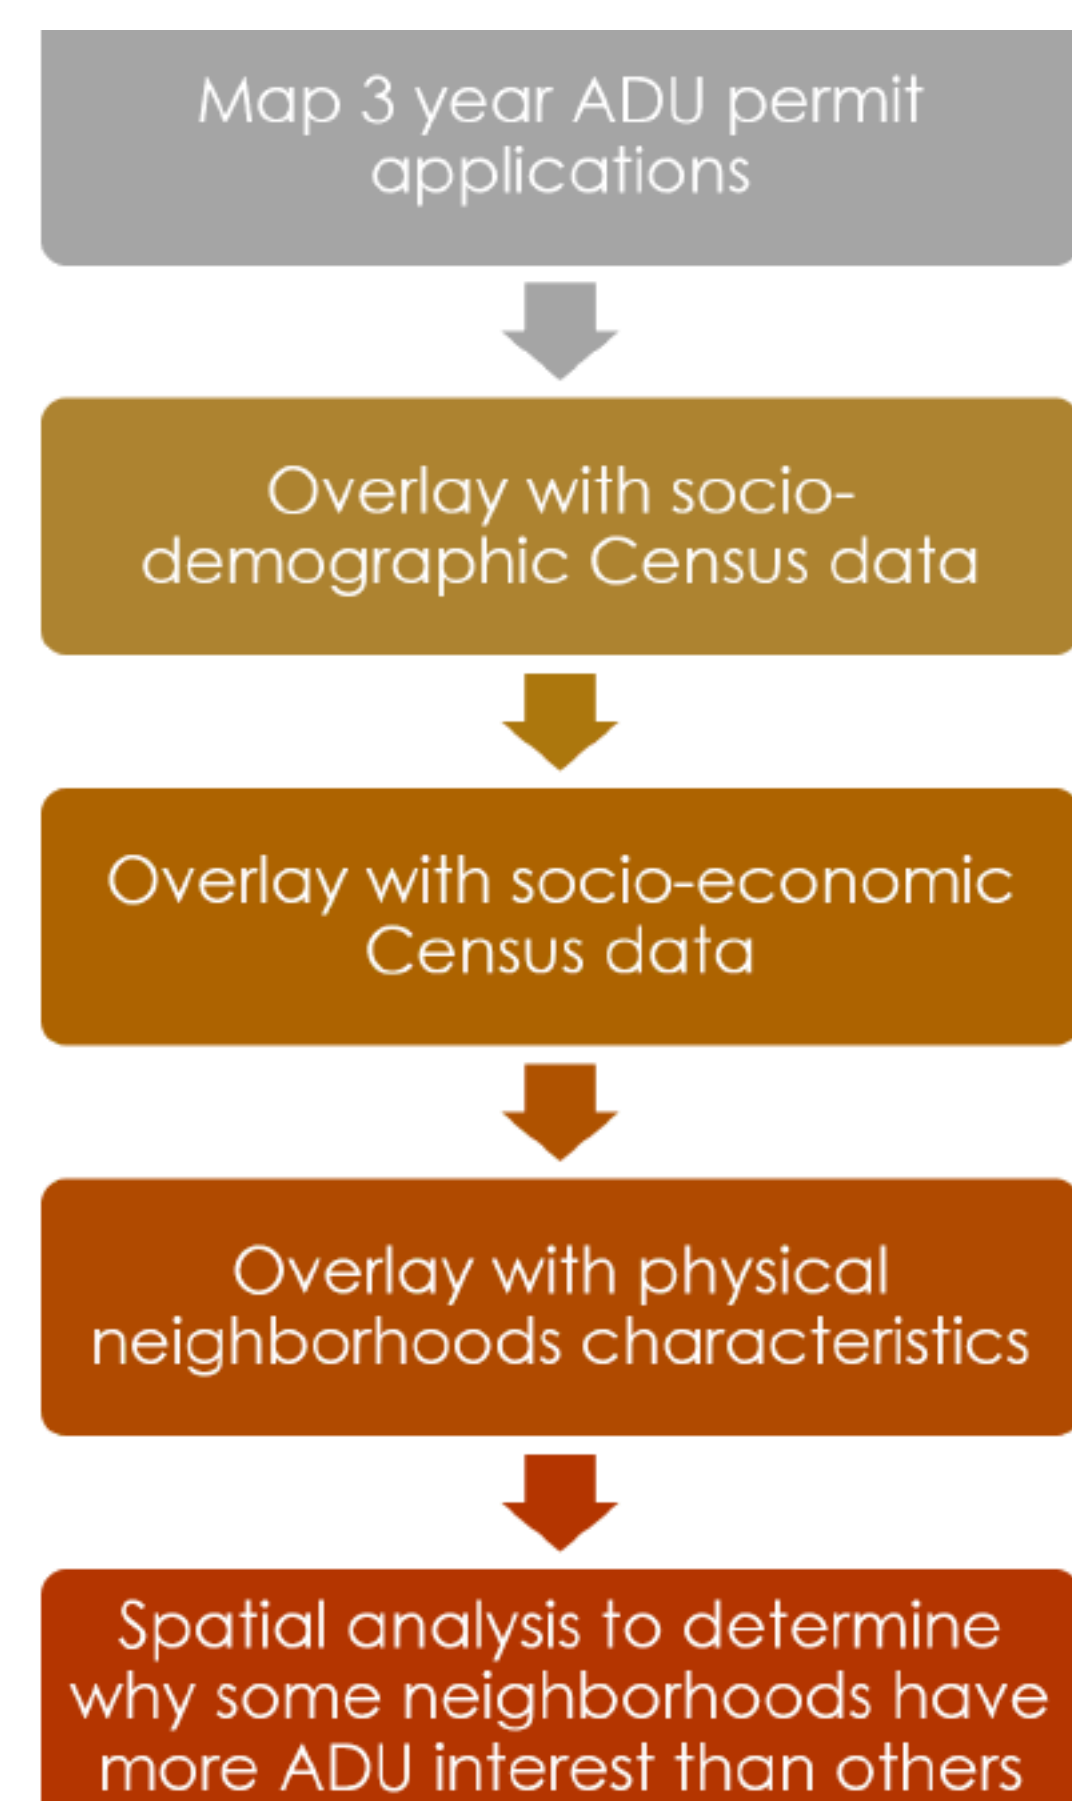 Map 3 year ADU permit
applications
Overlay with socio-
demographic Census data
Overlay with socio-economic
Census data
Overlay with physical
neighborhoods characteristics
Spatial analysis to determine
why some neighborhoods have
more ADU interest than others